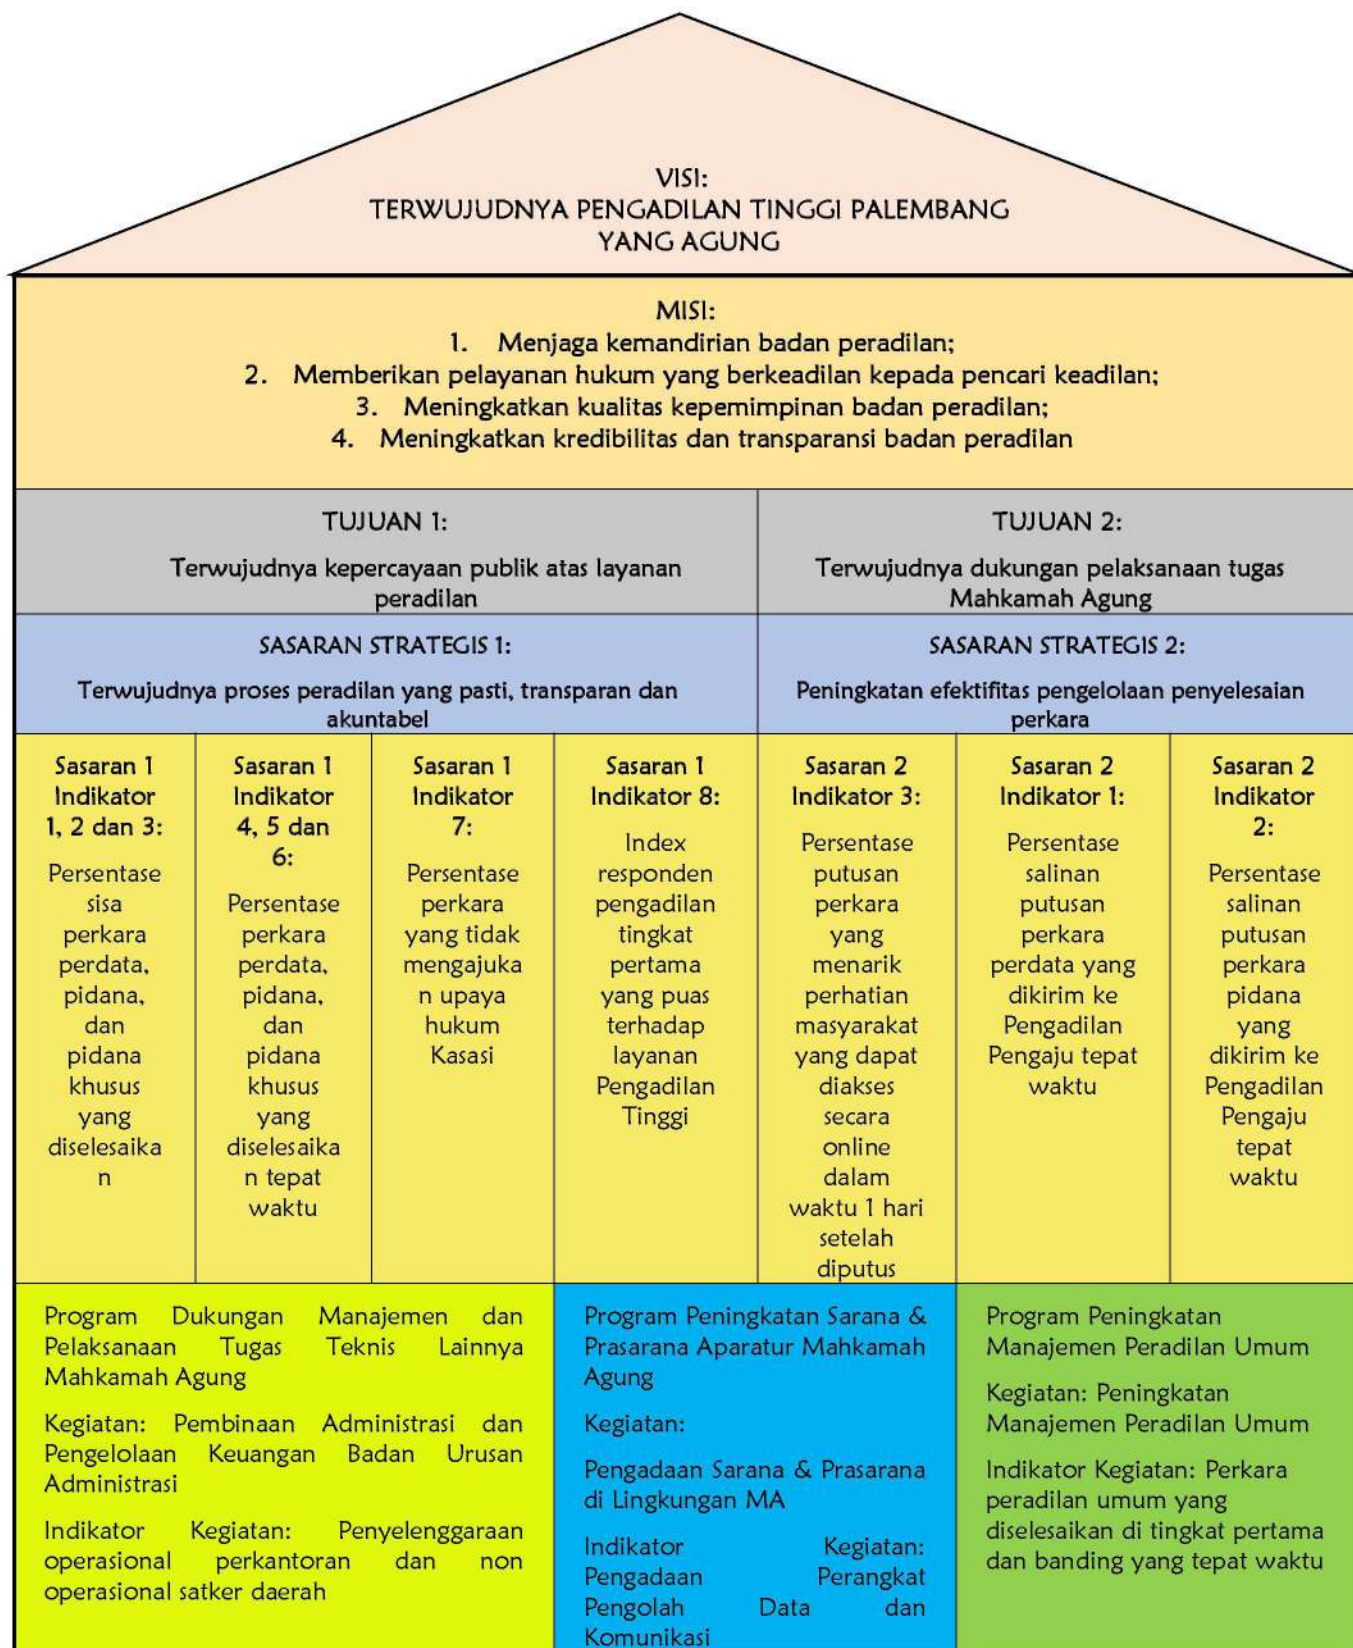 VISI:
TERWUJUDNYA PENGADILAN TINGGI PALEMBANG
YANG AGUNG
MISI:
1. Menjaga kemandirian badan peradilan;
2. Memberikan pelayanan hukum yang berkeadilan kepada pencari keadilan;
3. Meningkatkan kualitas kepemimpinan badan peradilan;
4. Meningkatkan kredibilitas dan transparansi badan peradilan
TUJUAN 1:
Terwujudnya kepercayaan publik atas layanan
peradilan
TUJUAN 2:
Terwujudnya dukungan pelaksanaan tugas
Mahkamah Agung
SASARAN STRATEGIS 1:
Terwujudnya proses peradilan yang pasti, transparan dan
akuntabel
SASARAN STRATEGIS 2:
Peningkatan efektifitas pengelolaan penyelesaian
perkara
Sasaran 1
Indikator
1, 2 dan 3:
Persentase
sisa
perkara
perdata,
pidana,
dan
pidana
khusus
yang
diselesaika
n
Sasaran 1
Indikator
4, 5 dan
6:
Persentase
perkara
perdata,
pidana,
dan
pidana
khusus
yang
diselesaika
n tepat
waktu
Sasaran 1
Indikator
7:
Persentase
perkara
yang tidak
mengajuka
n upaya
hukum
Kasasi
Sasaran 1
Indikator 8:
Index
responden
pengadilan
tingkat
pertama
yang puas
terhadap
layanan
Pengadilan
Tinggi
Sasaran 2
Indikator 3:
Persentase
putusan
perkara
yang
menarik
perhatian
masyarakat
yang dapat
diakses
secara
online
dalam
waktu 1 hari
setelah
diputus
Sasaran 2
Indikator 1:
Persentase
salinan
putusan
perkara
perdata yang
dikirim ke
Pengadilan
Pengaju tepat
waktu
Sasaran 2
Indikator
2:
Persentase
salinan
putusan
perkara
pidana
yang
dikirim ke
Pengadilan
Pengaju
tepat
waktu
Program Dukungan Manajemen dan
Pelaksanaan Tugas Teknis Lainnya
Mahkamah Agung
Kegiatan: Pembinaan Administrasi dan
Pengelolaan Keuangan Badan Urusan
Administrasi
Indikator Kegiatan: Penyelenggaraan
operasional perkantoran dan non
operasional satker daerah
Program Peningkatan Sarana &
Prasarana Aparatur Mahkamah
Agung
Kegiatan:
Pengadaan Sarana & Prasarana
di Lingkungan MA
Indikator Kegiatan:
Pengadaan Perangkat
Pengolah Data dan
Komunikasi
Program Peningkatan
Manajemen Peradilan Umum
Kegiatan: Peningkatan
Manajemen Peradilan Umum
Indikator Kegiatan: Perkara
peradilan umum yang
diselesaikan di tingkat pertama
dan banding yang tepat waktu